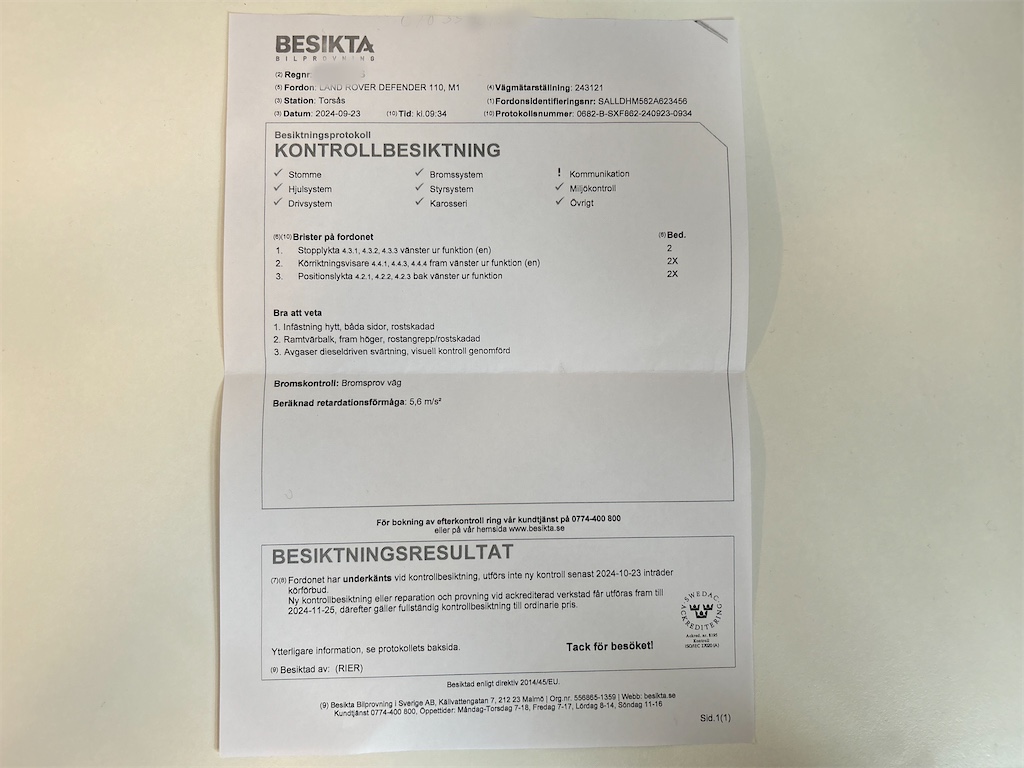 BESIKTA
BILPROVNING
(2) Regnr:
(5) Fordon: LAND ROVER DEFENDER 110, M1
(4) Vägmätarställning: 243121
(3) Station: Torsås
(1) Fordonsidentifieringsnr: SALLDHM582A623456
(3) Datum: 2024-09-23 (10) Tid: kl.09:34
(10) Protokollsnummer: 0682-B-SXF862-240923-0934
Besiktningsprotokoll
KONTROLLBESIKTNING
✓ Stomme ✓ Bromssystem ! Kommunikation
✓ Hjulsystem ✓ Styrsystem ✓ Miljökontroll
✓ Drivsystem ✓ Karosseri ✓ Övrigt
(6)(10) Brister på fordonet (6) Bed.
1. Stopplykta 4.3.1, 4.3.2, 4.3.3 vänster ur funktion (en) 2
2. Körriktningsvisare 4.4.1, 4.4.3, 4.4.4 fram vänster ur funktion (en) 2X
3. Positionslykta 4.2.1, 4.2.2, 4.2.3 bak vänster ur funktion 2X
Bra att veta
1. Infästning hytt, båda sidor, rostskadad
2. Ramtvärbalk, fram höger, rostangrepp/rostskadad
3. Avgaser dieseldriven svärtning, visuell kontroll genomförd
Bromskontroll: Bromsprov väg
Beräknad retardationsförmåga: 5,6 m/s²
För bokning av efterkontroll ring vår kundtjänst på 0774-400 800
eller på vår hemsida www.besikta.se
BESIKTNINGSRESULTAT
(7)(8) Fordonet har underkänts vid kontrollbesiktning, utförs inte ny kontroll senast 2024-10-23 inträder
körförbud.
Ny kontrollbesiktning eller reparation och provning vid ackrediterad verkstad får utföras fram till
2024-11-25, därefter gäller fullständig kontrollbesiktning till ordinarie pris.
SWEDAC
ACKREDITERING
Ackred. nr. 8195
Kontroll
ISO/IEC 17020 (A)
Ytterligare information, se protokollets baksida.
Tack för besöket!
(9) Besiktad av: (RIER)
Besiktad enligt direktiv 2014/45/EU.
(9) Besikta Bilprovning i Sverige AB, Källvattengatan 7, 212 23 Malmö | Org.nr. 556865-1359 | Webb: besikta.se
Kundtjänst 0774-400 800, Öppettider: Måndag-Torsdag 7-18, Fredag 7-17, Lördag 8-14, Söndag 11-16
Sid.1(1)